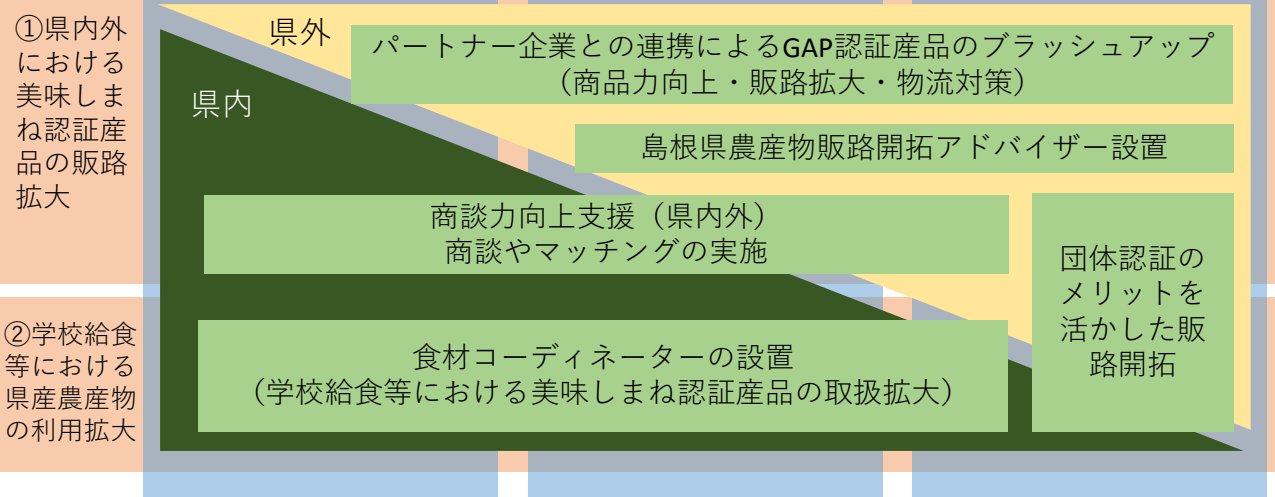 ①県内外
における
美味しま
ね認証産
品の販路
拡大
県外
パートナー企業との連携によるGAP認証産品のブラッシュアップ
（商品力向上・販路拡大・物流対策）
県内
島根県農産物販路開拓アドバイザー設置
商談力向上支援（県内外）
商談やマッチングの実施
団体認証の
メリットを
活かした販
路開拓
②学校給食
等における
県産農産物
の利用拡大
食材コーディネーターの設置
（学校給食等における美味しまね認証産品の取扱拡大）